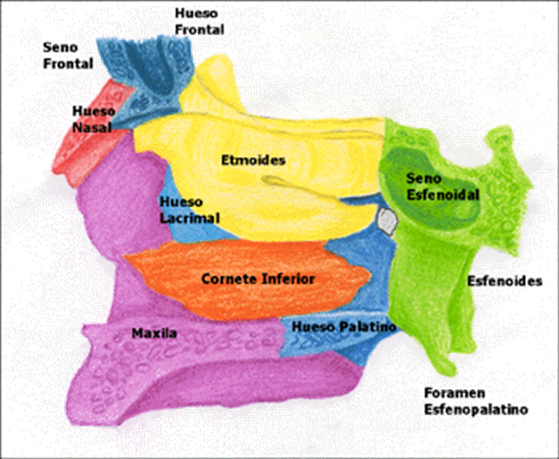 Hueso
Frontal
Seno
Frontal
Hueso
Nasal
Etmoides
Seno
Esfenoidal
Hueso
Lacrimal
Cornete Inferior
Esfenoides
Hueso Palatino
Maxila
Foramen
Esfenopalatino